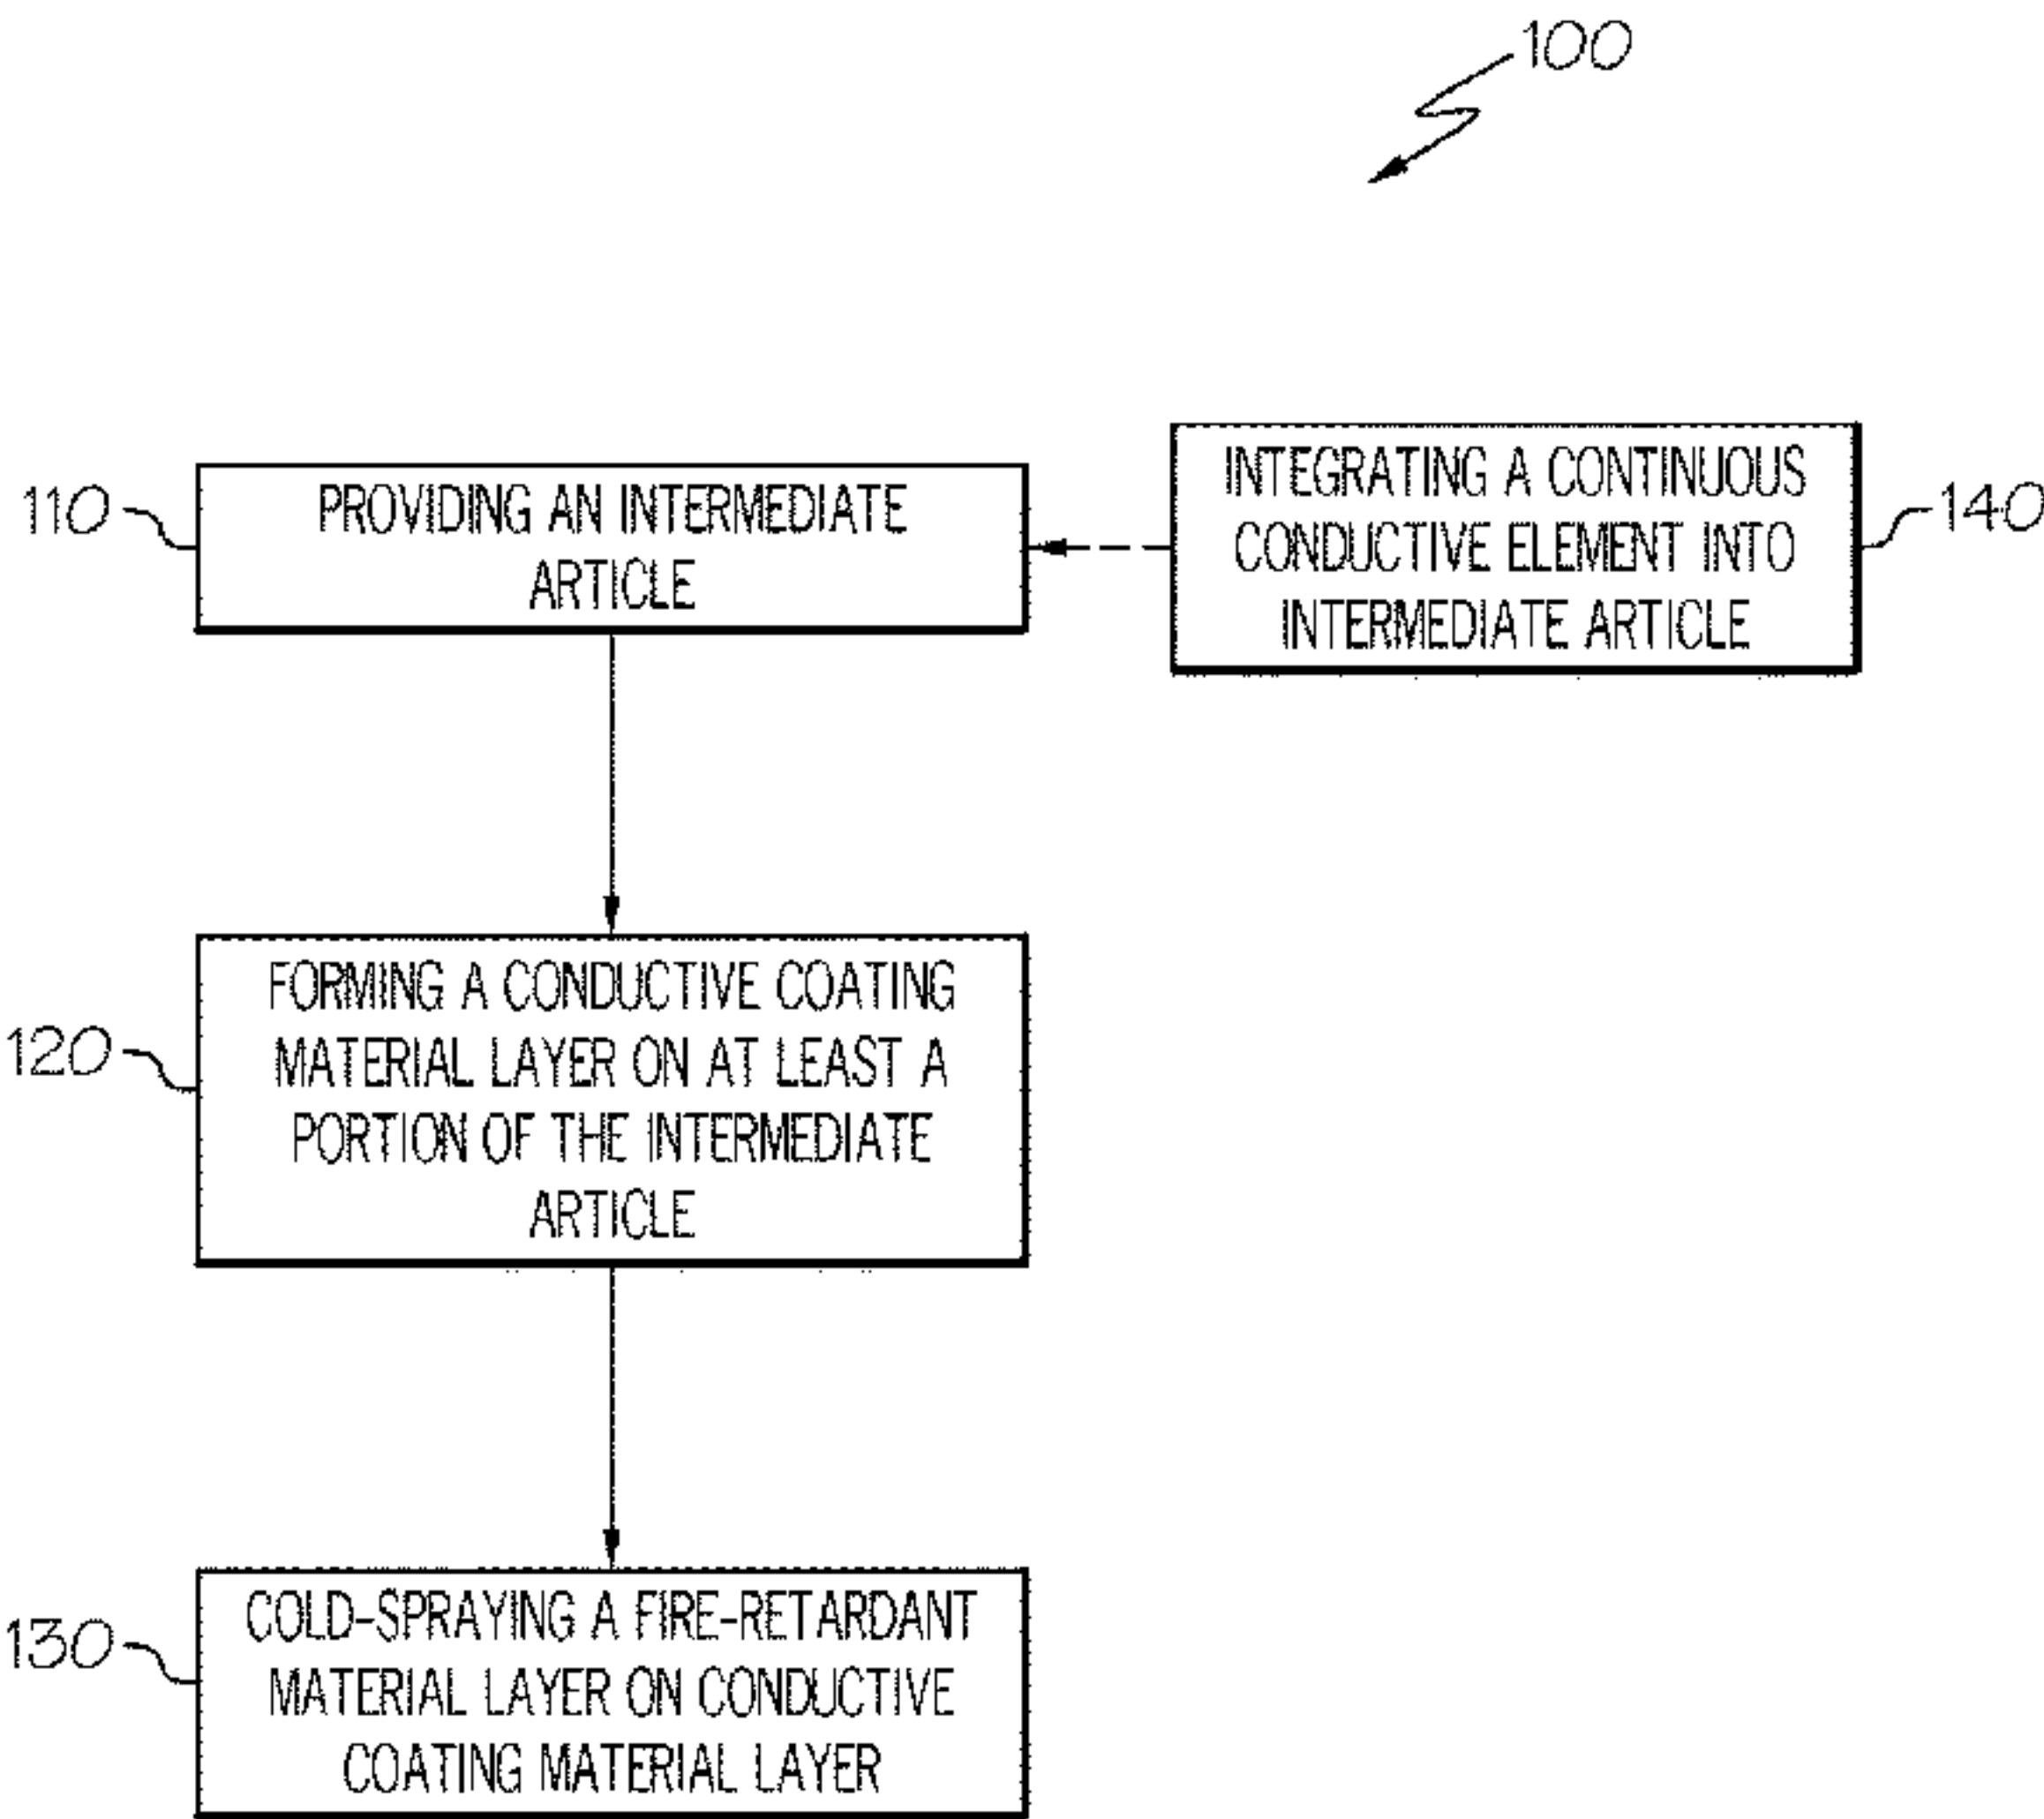 100
110
PROVIDING AN INTERMEDIATE
ARTICLE
INTEGRATING A CONTINUOUS
CONDUCTIVE ELEMENT INTO
INTERMEDIATE ARTICLE
140
120
FORMING A CONDUCTIVE COATING
MATERIAL LAYER ON AT LEAST A
PORTION OF THE INTERMEDIATE
ARTICLE
130
COLD-SPRAYING A FIRE-RETARDANT
MATERIAL LAYER ON CONDUCTIVE
COATING MATERIAL LAYER